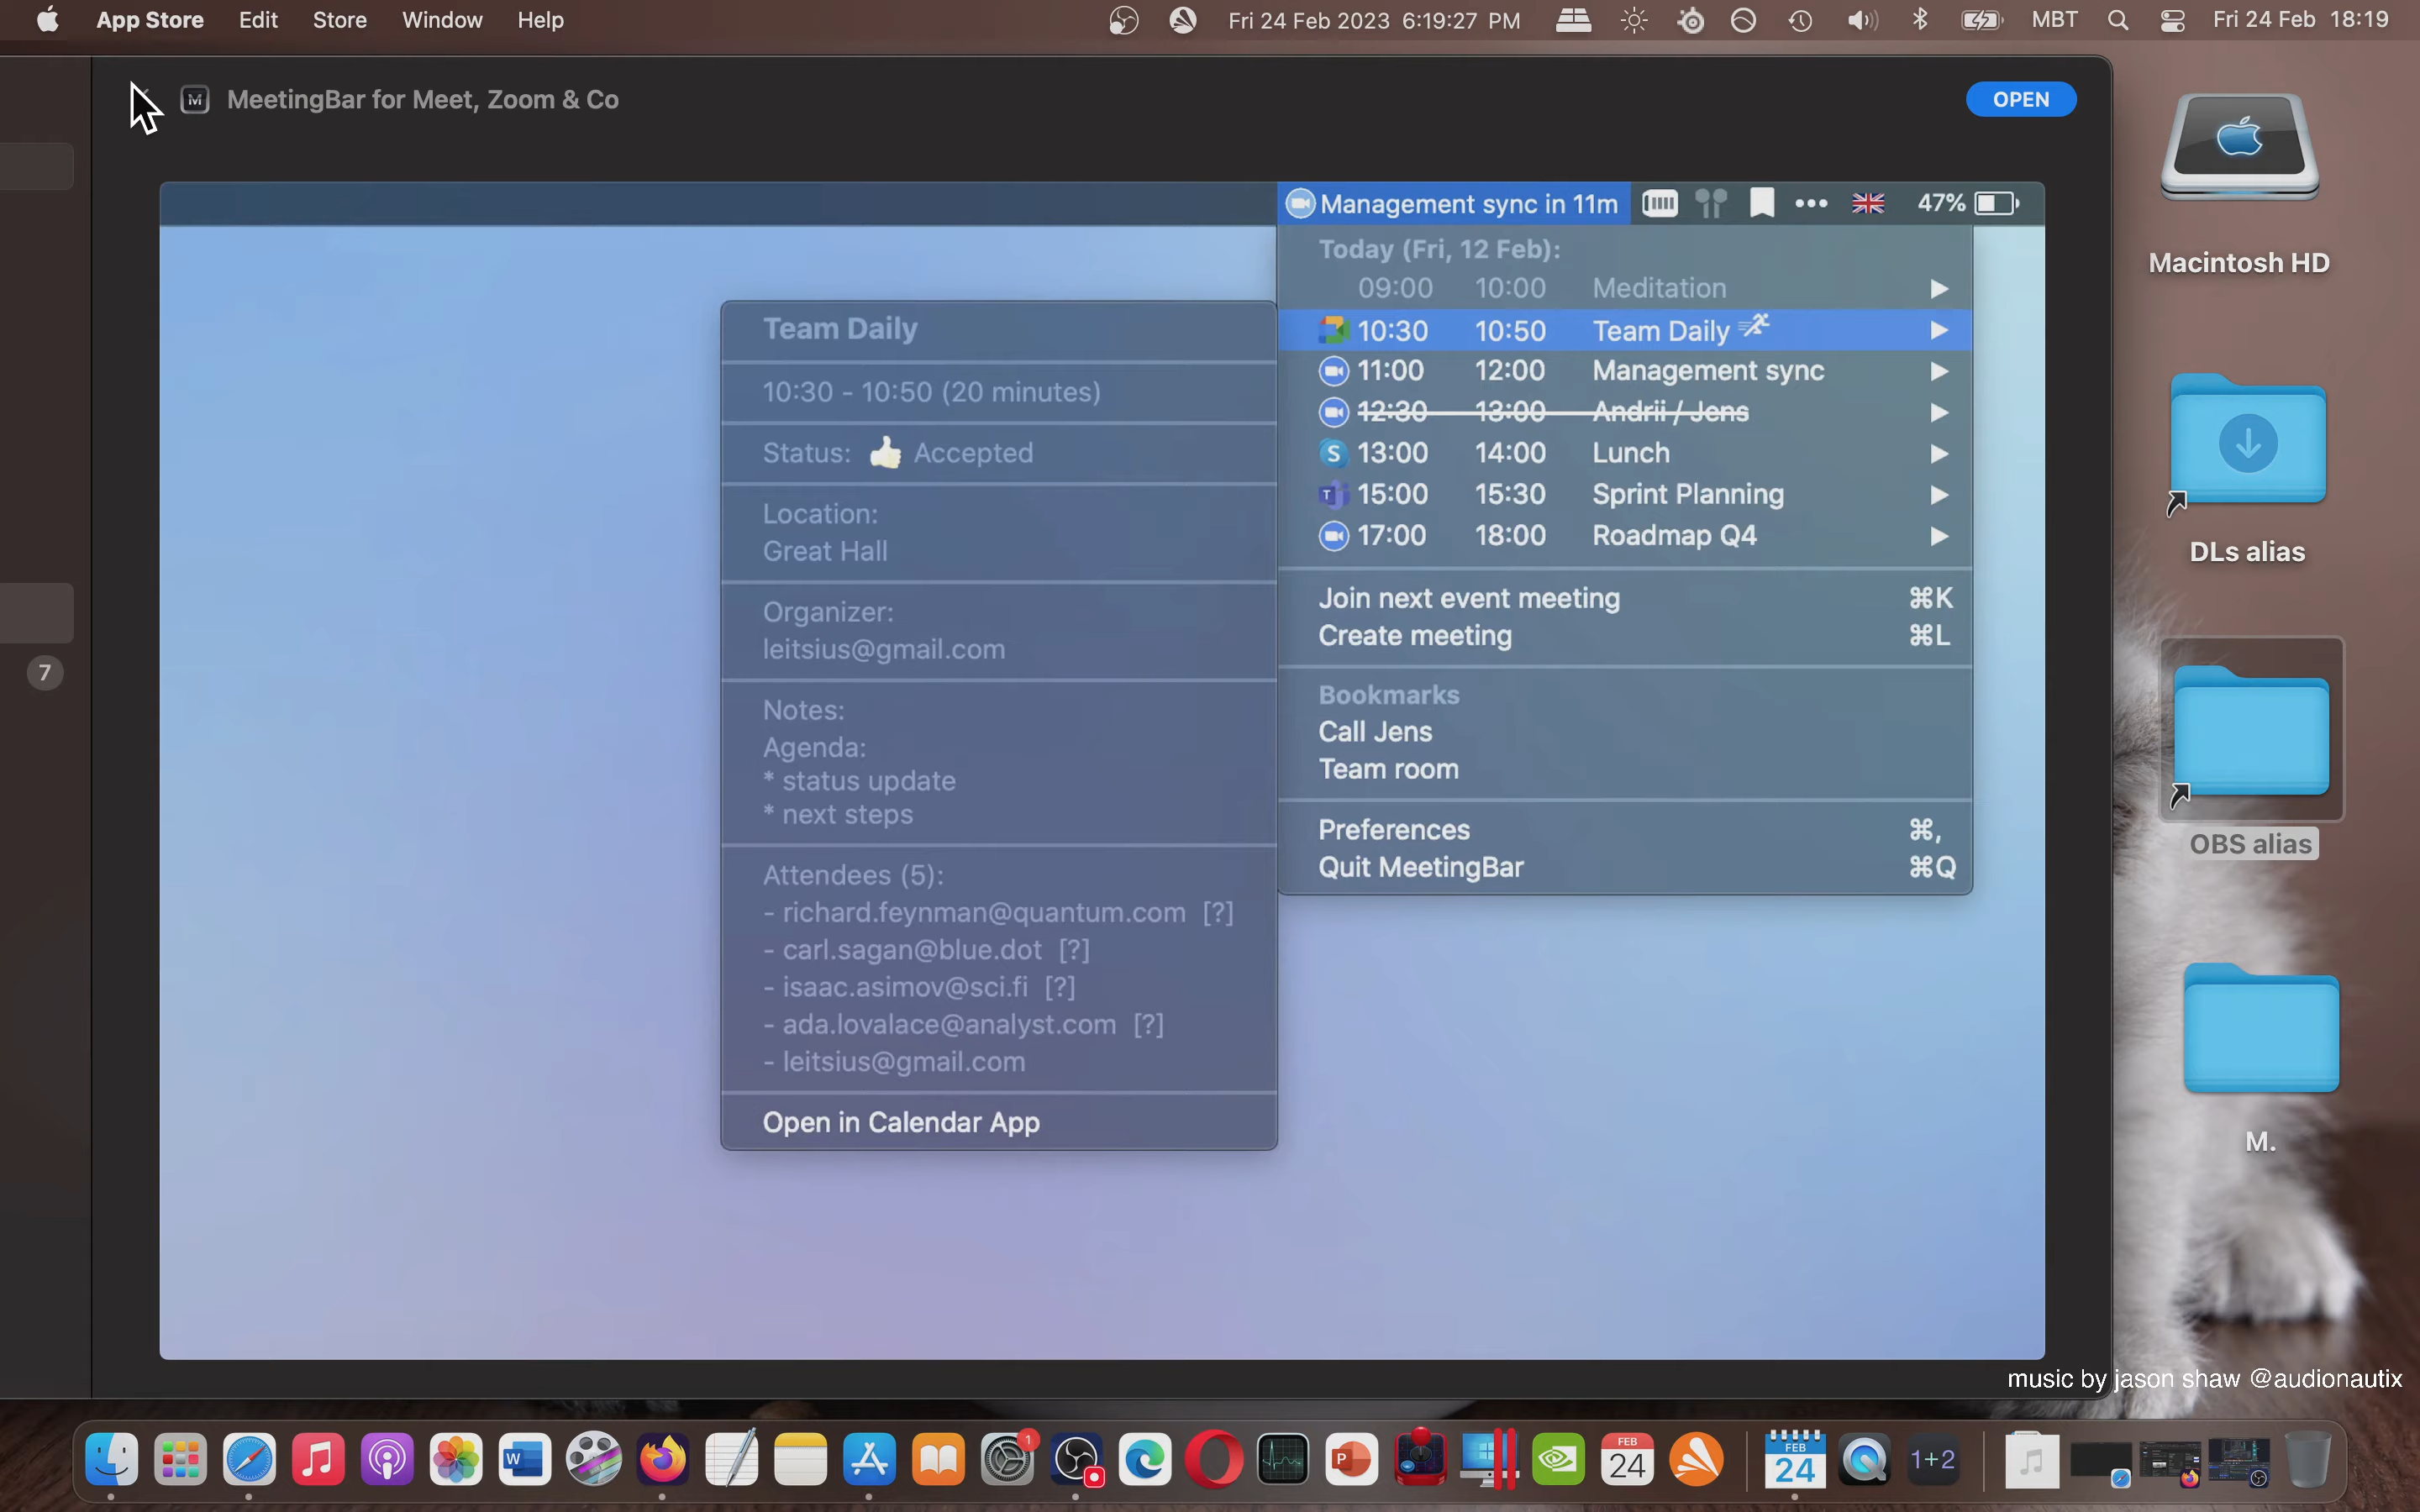 App Store Edit Store Window Help
Fri 24 Feb 2023 6:19:27 PM MBT Fri 24 Feb 18:19
M MeetingBar for Meet, Zoom & Co OPEN
Management sync in 11m ••• 47%
Today (Fri, 12 Feb):
09:00 10:00 Meditation
10:30 10:50 Team Daily
11:00 12:00 Management sync
12:30 13:00 Andrii / Jens
S 13:00 14:00 Lunch
T 15:00 15:30 Sprint Planning
17:00 18:00 Roadmap Q4
Join next event meeting ⌘K
Create meeting ⌘L
Bookmarks
Call Jens
Team room
Preferences ⌘,
Quit MeetingBar ⌘Q
Team Daily
10:30 - 10:50 (20 minutes)
Status: 👍 Accepted
Location:
Great Hall
Organizer:
leitsius@gmail.com
Notes:
Agenda:
* status update
* next steps
Attendees (5):
- richard.feynman@quantum.com [?]
- carl.sagan@blue.dot [?]
- isaac.asimov@sci.fi [?]
- ada.lovalace@analyst.com [?]
- leitsius@gmail.com
Open in Calendar App
7
Macintosh HD
DLs alias
OBS alias
M.
music by jason shaw @audionautix
W
1
P
FEB
24
FEB
24
1+2